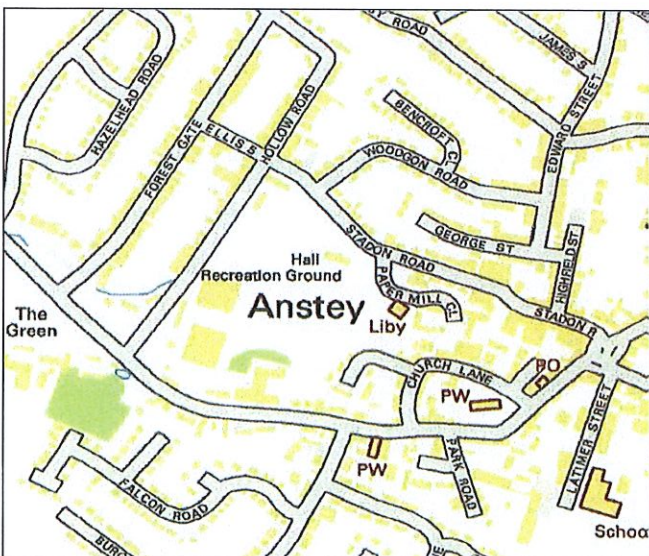 JAMES S
EDWARD STREET
HAZELHEAD ROAD
FOREST GATE
ELLIS S
HOLLOW ROAD
BENCROFT CL
WOODGON ROAD
GEORGE ST
HIGHFIELD ST
STADON ROAD
Hall
Recreation Ground
PAPER MILL CL
Anstey
Liby
STADON R
The
Green
CHURCH LANE
PO
PW
PW
PARK ROAD
LATIMER STREET
FALCON ROAD
School